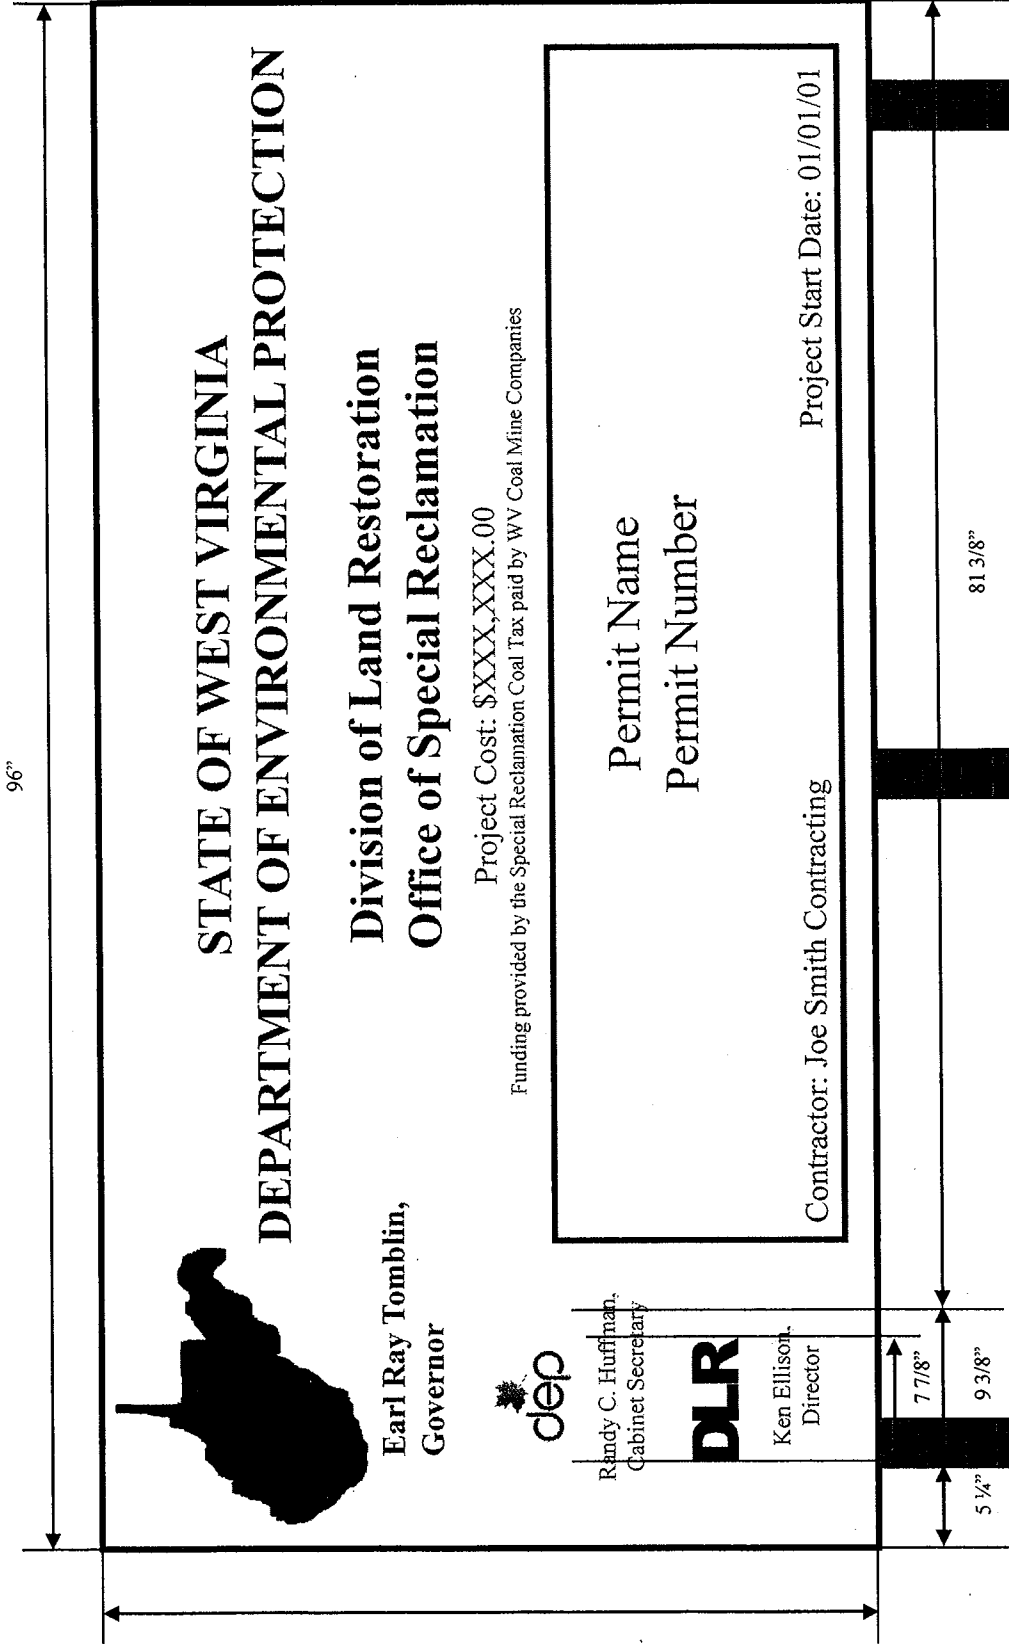 96”
STATE OF WEST VIRGINIA
DEPARTMENT OF ENVIRONMENTAL PROTECTION
Division of Land Restoration
Office of Special Reclamation
Project Cost: $XXX,XXX.00
Funding provided by the Special Reclamation Coal Tax paid by WV Coal Mine Companies
Earl Ray Tomblin,
Governor
dep
Randy C. Huffman,
Cabinet Secretary
DLR
Ken Ellison,
Director
Permit Name
Permit Number
Contractor: Joe Smith Contracting
Project Start Date: 01/01/01
7 7/8”
5 ¼”
9 3/8”
81 3/8”